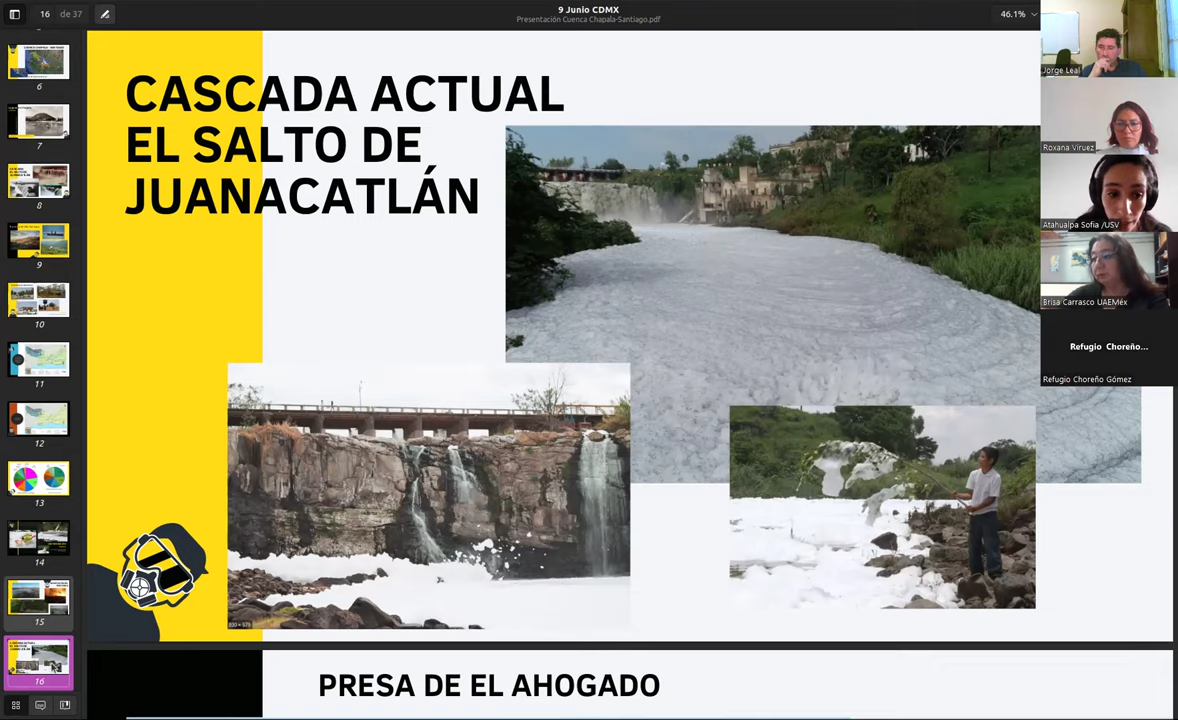 16 de 37
9 Junio CDMX
Presentación Cuenca Chapala-Santiago.pdf
46.1%
6
7
8
9
10
11
12
13
14
15
16
CASCADA ACTUAL
EL SALTO DE
JUANACATLÁN
PRESA DE EL AHOGADO
Jorge Leal
Roxana Viruez
Atahualpa Sofia /USV
Brisa Carrasco UAEMéx
Refugio Choreño...
Refugio Choreño Gómez